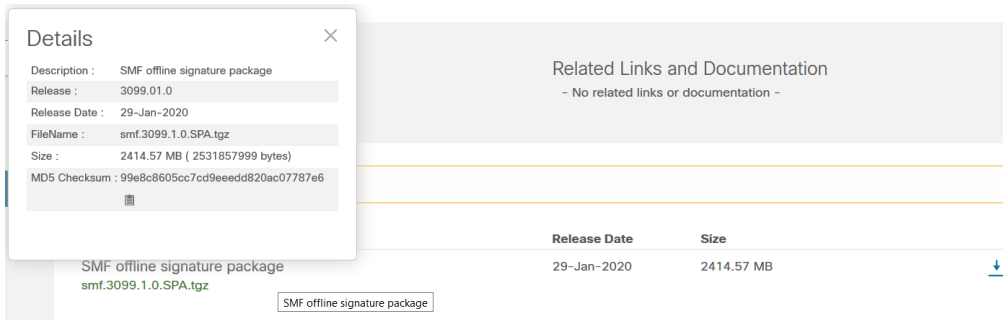 Details
Description : SMF offline signature package
Release : 3099.01.0
Release Date : 29-Jan-2020
FileName : smf.3099.1.0.SPA.tgz
Size : 2414.57 MB ( 2531857999 bytes)
MD5 Checksum : 99e8c8605cc7cd9eeedd820ac07787e6
Related Links and Documentation
- No related links or documentation -
Release Date Size
SMF offline signature package 29-Jan-2020 2414.57 MB
smf.3099.1.0.SPA.tgz
SMF offline signature package